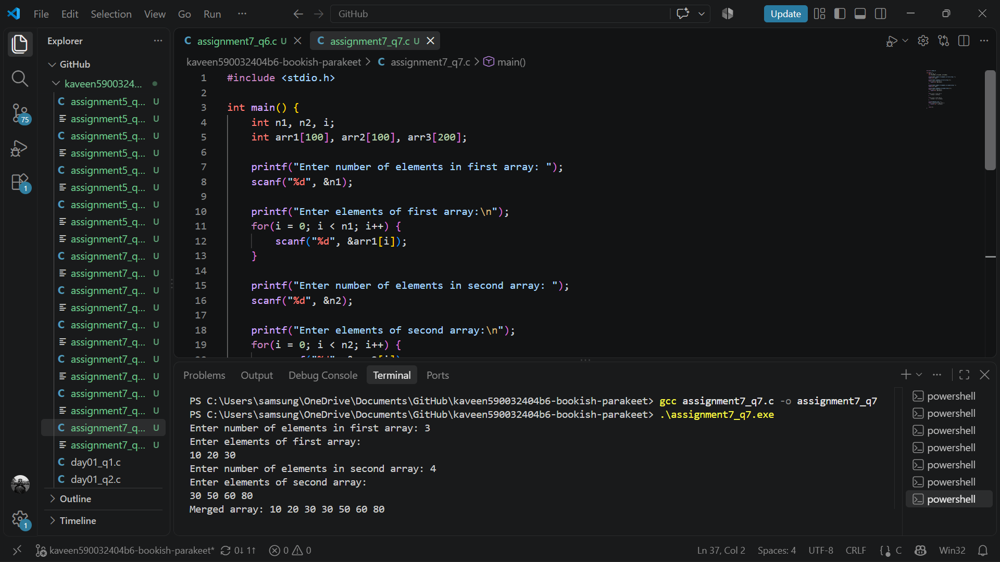 File Edit Selection View Go Run ··· GitHub Update
Explorer ···
GitHub
kaveen5900324...
C assignment5_q... U
assignment5_q... U
C assignment5_q... U
assignment5_q... U
C assignment5_q... U
assignment5_q... U
C assignment5_q... U
assignment5_q... U
assignment7_q... U
C assignment7_q... U
assignment7_q... U
C assignment7_q... U
assignment7_q... U
C assignment7_q... U
assignment7_q... U
C assignment7_q... U
assignment7_q... U
C assignment7_q... U
assignment7_q... U
C assignment7_q... U
assignment7_q... U
C day01_q1.c
C day01_q2.c
Outline
Timeline
75
1
1
C assignment7_q6.c U
C assignment7_q7.c U
kaveen590032404b6-bookish-parakeet > C assignment7_q7.c > main()
1 #include <stdio.h>
2
3 int main() {
4 int n1, n2, i;
5 int arr1[100], arr2[100], arr3[200];
6
7 printf("Enter number of elements in first array: ");
8 scanf("%d", &n1);
9
10 printf("Enter elements of first array:\n");
11 for(i = 0; i < n1; i++) {
12 scanf("%d", &arr1[i]);
13 }
14
15 printf("Enter number of elements in second array: ");
16 scanf("%d", &n2);
17
18 printf("Enter elements of second array:\n");
19 for(i = 0; i < n2; i++) {
Problems Output Debug Console Terminal Ports
PS C:\Users\samsung\OneDrive\Documents\GitHub\kaveen590032404b6-bookish-parakeet> gcc assignment7_q7.c -o assignment7_q7
PS C:\Users\samsung\OneDrive\Documents\GitHub\kaveen590032404b6-bookish-parakeet> .\assignment7_q7.exe
Enter number of elements in first array: 3
Enter elements of first array:
10 20 30
Enter number of elements in second array: 4
Enter elements of second array:
30 50 60 80
Merged array: 10 20 30 30 50 60 80
powershell
powershell
powershell
powershell
powershell
powershell
powershell
kaveen590032404b6-bookish-parakeet* 0↓ 1↑ 0 0 Ln 37, Col 2 Spaces: 4 UTF-8 CRLF {} C Win32